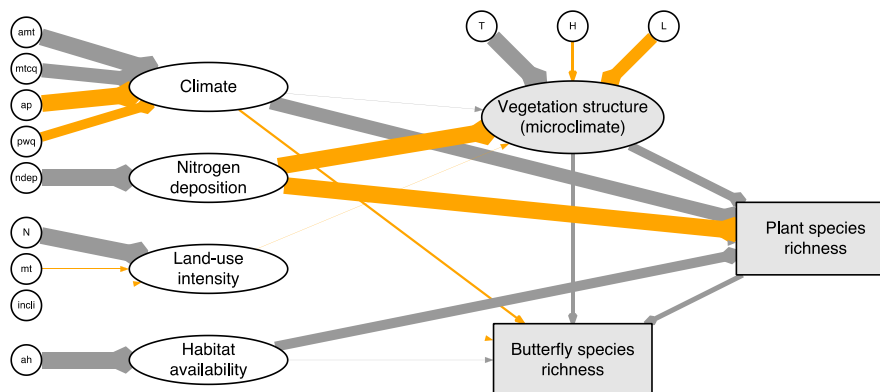 amt
mtcq
ap
pwq
ndep
N
mt
incli
ah
Climate
Nitrogen
deposition
Land-use
intensity
Habitat
availability
T
H
L
Vegetation structure
(microclimate)
Plant species
richness
Butterfly species
richness